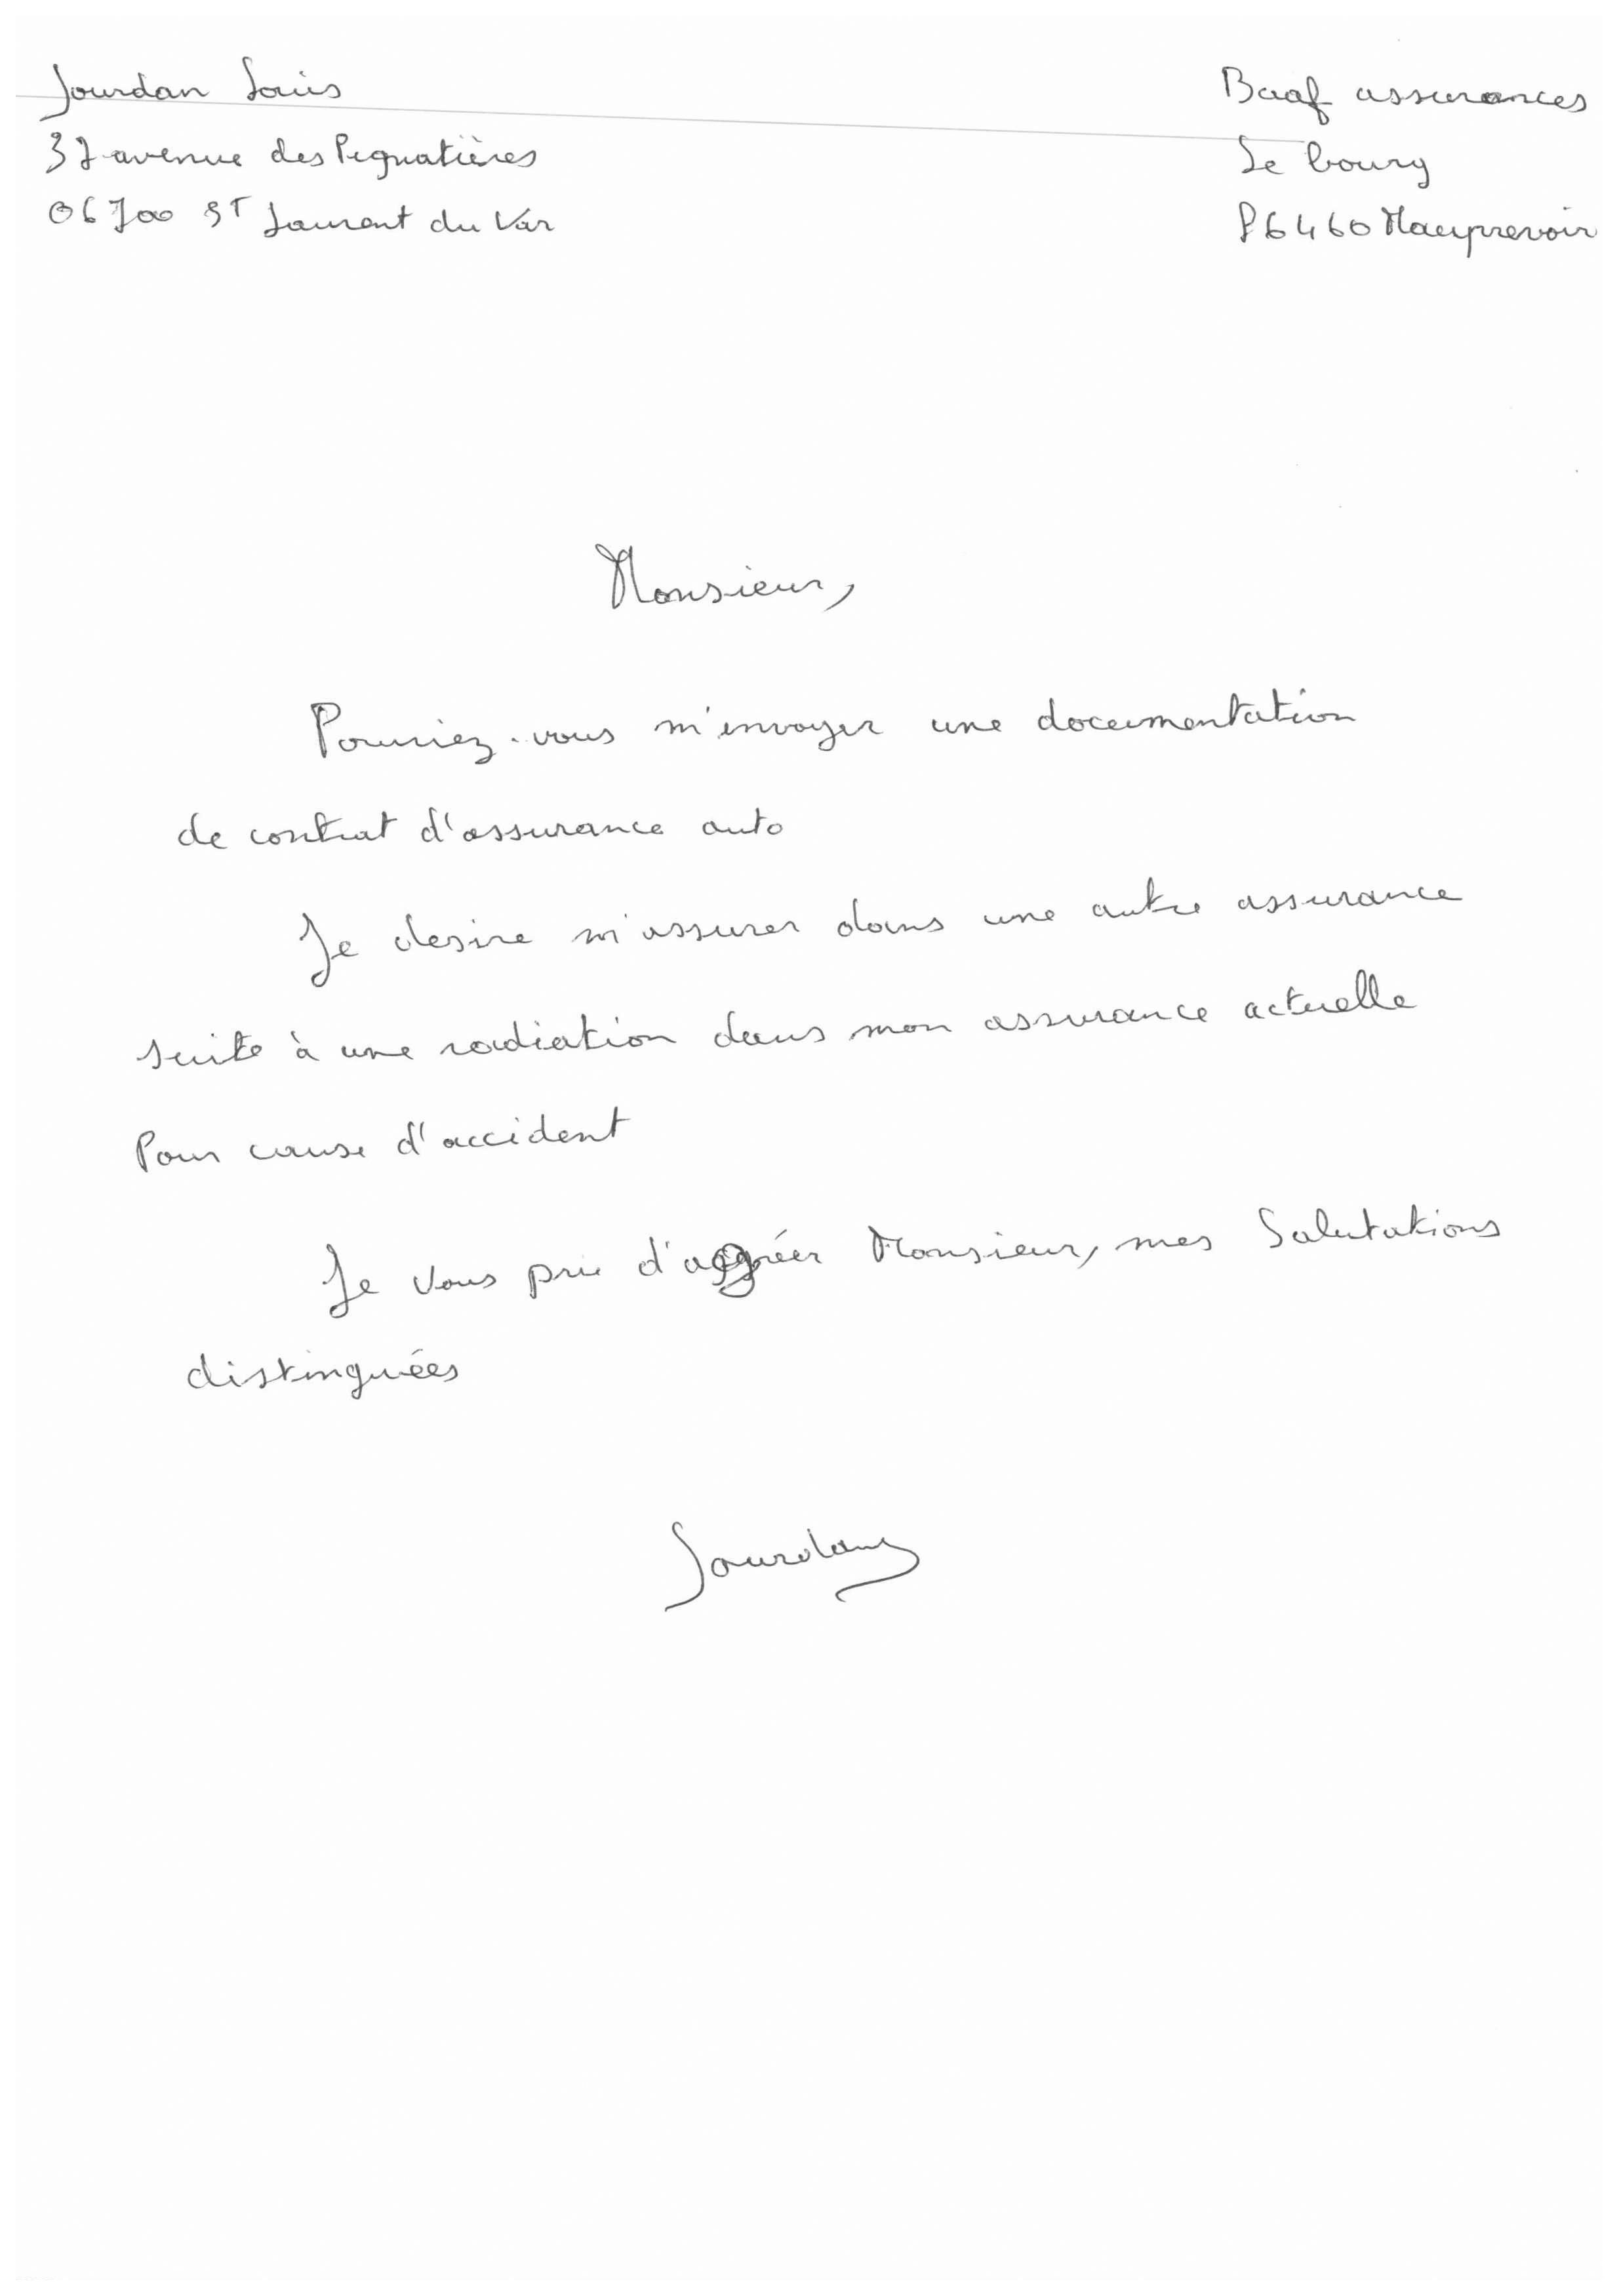 Jourdan Louis
37 avenue des Pignatières
06700 ST Laurent du Var
Baaf assurances
Le bourg
86460 Mauprevoir
Monsieur,
Pourriez-vous m'envoyer une documentation
de contrat d'assurance auto
Je desire m'assurer dans une autre assurance
suite à une radiation dans mon assurance actuelle
Pour cause d'accident
Je vous prie d'agréer Monsieur, mes Salutations
distinguées
Jourdan